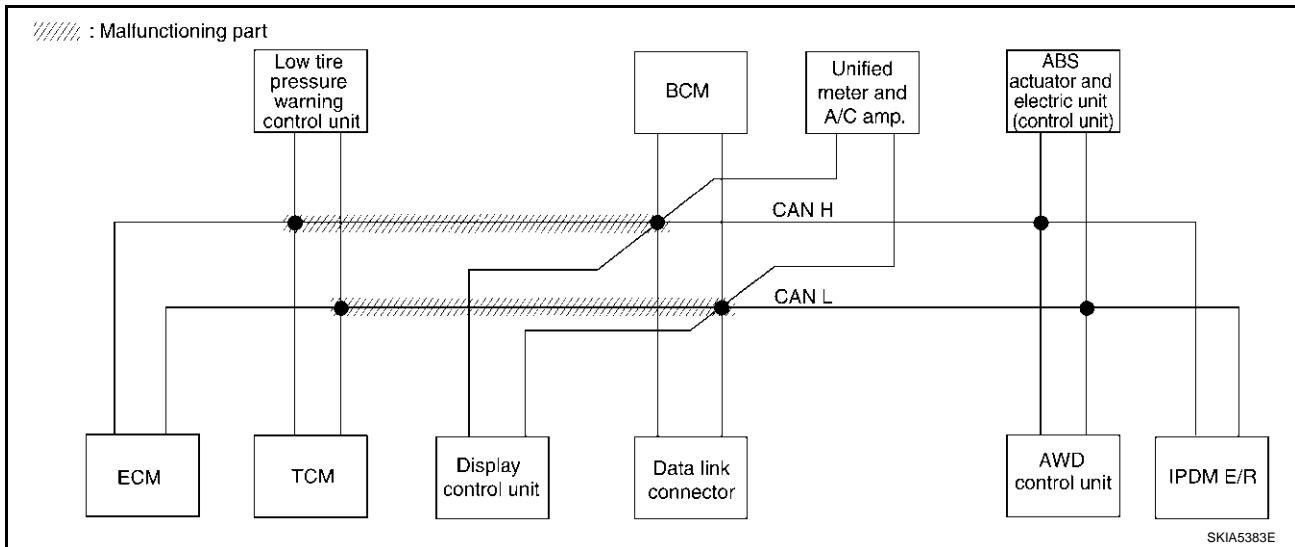 : Malfunctioning part
Low tire
pressure
warning
control unit
BCM
Unified
meter and
A/C amp.
ABS
actuator and
electric unit
(control unit)
CAN H
CAN L
ECM
TCM
Display
control unit
Data link
connector
AWD
control unit
IPDM E/R
SKIA5383E